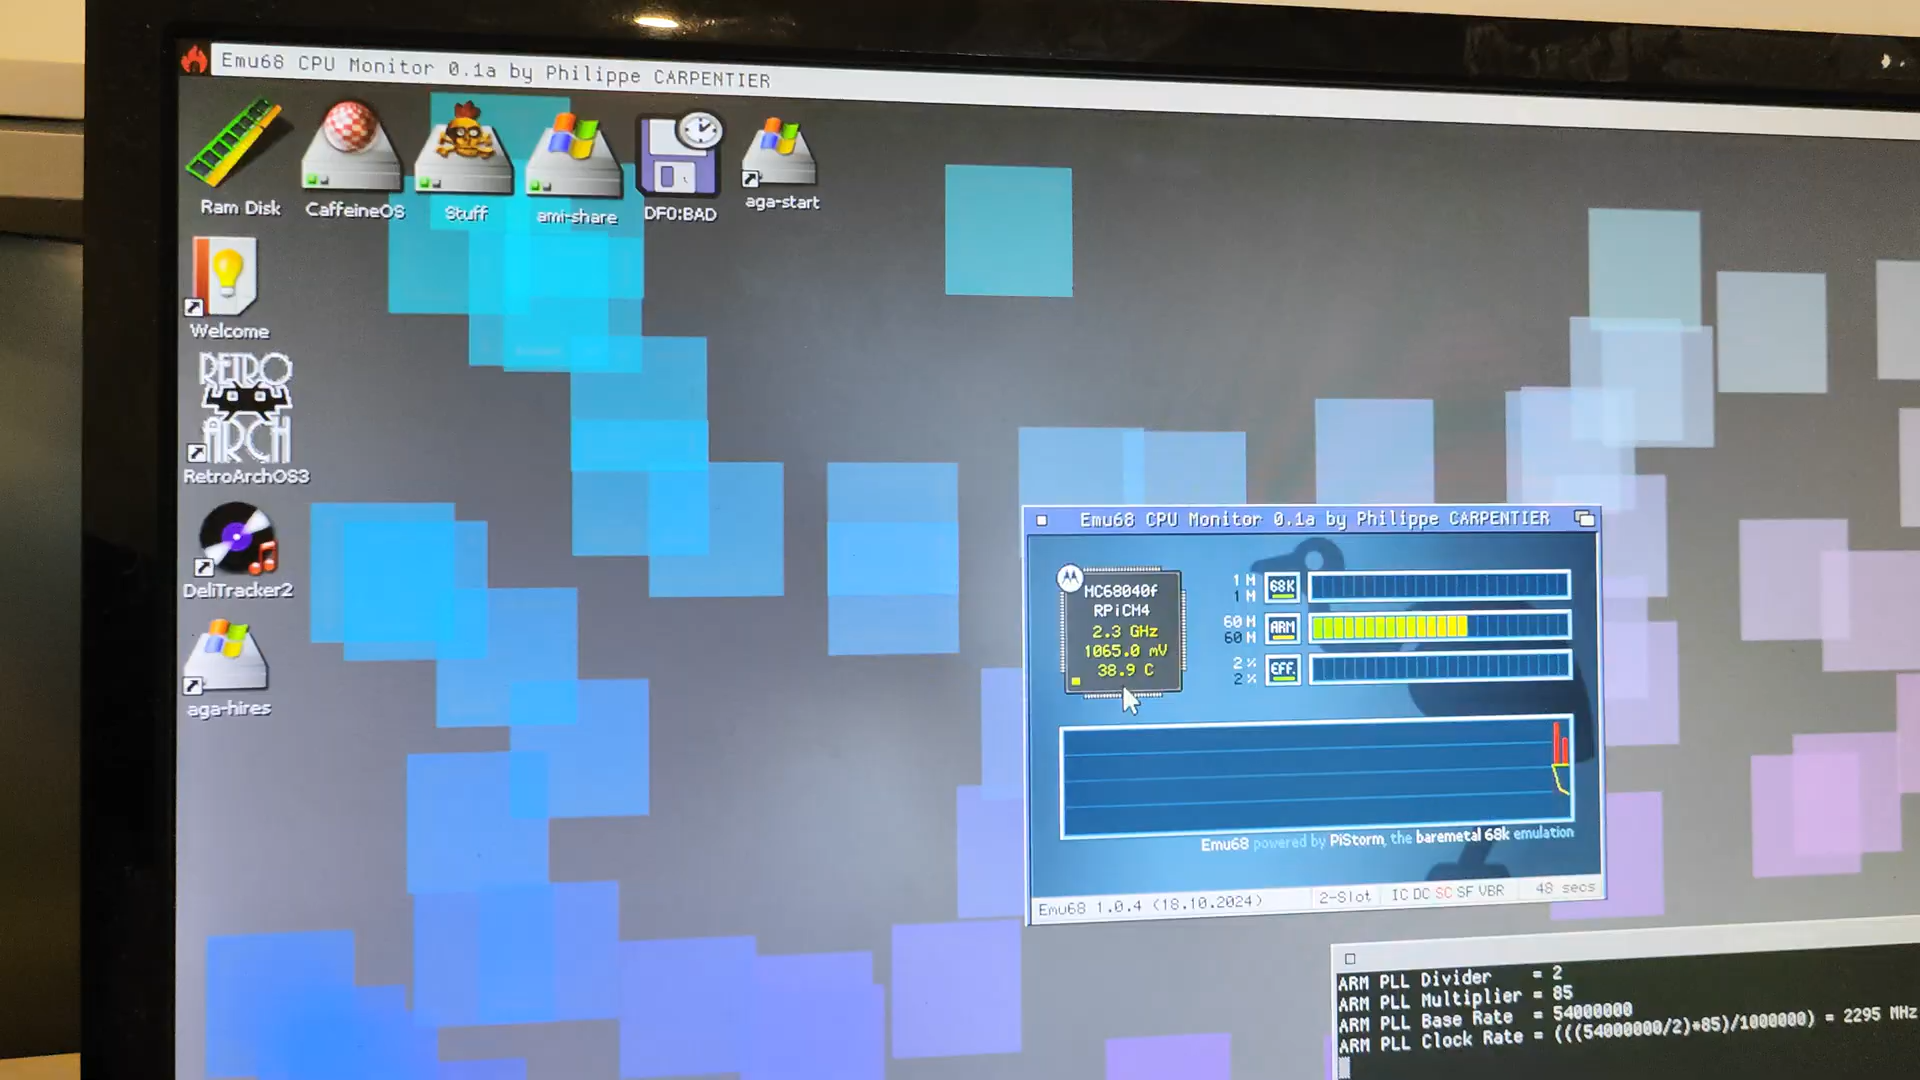 Emu68 CPU Monitor 0.1a by Philippe CARPENTIER
Ram Disk
CaffeineOS
Stuff
ami-share
DF0:BAD
aga-start
Welcome
RETRO
ARCH
RetroArchOS3
DeliTracker2
aga-hires
Emu68 CPU Monitor 0.1a by Philippe CARPENTIER
MC68040f
RPiCM4
2.3 GHz
1065.0 mV
38.9 C
1 M
1 M
68K
60 M
60 M
ARM
2 %
2 %
EFF.
Emu68 powered by PiStorm, the baremetal 68k emulation
Emu68 1.0.4 (18.10.2024)
2-Slot
IC DC SC SF VBR
48 secs
ARM PLL Divider = 2
ARM PLL Multiplier = 85
ARM PLL Base Rate = 54000000
ARM PLL Clock Rate = (((54000000/2)*85)/1000000) = 2295 MHz